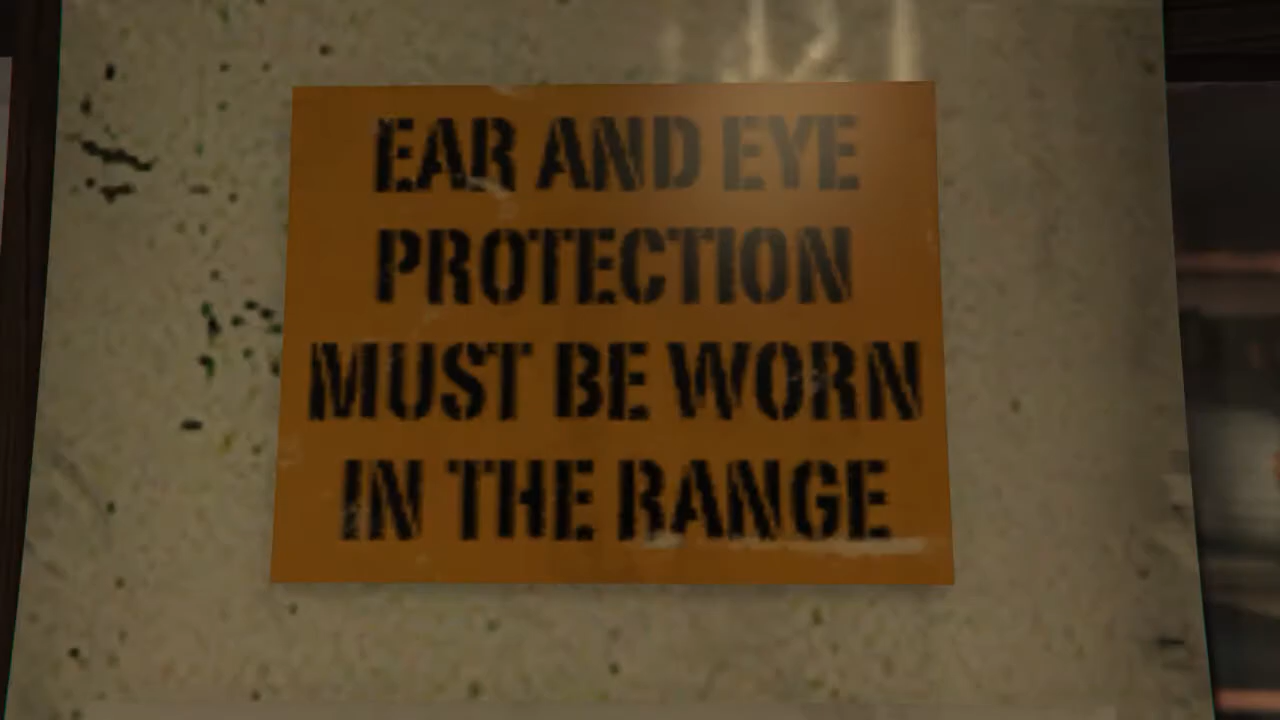 EAR AND EYE
PROTECTION
MUST BE WORN
IN THE RANGE